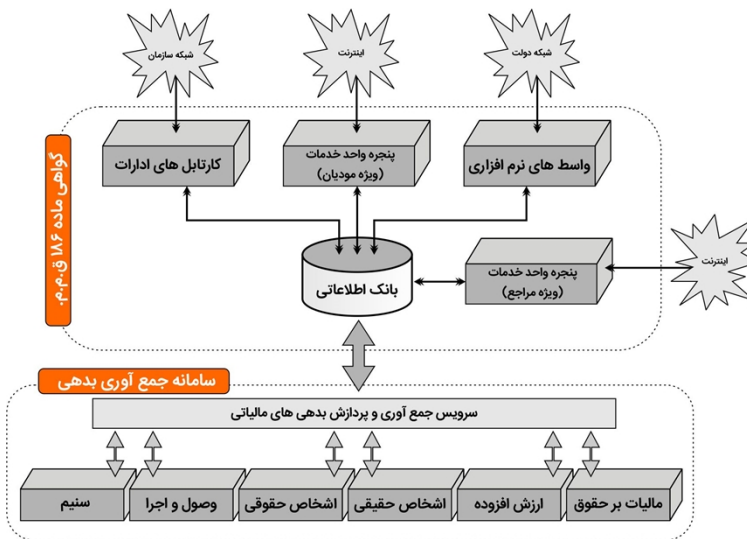 شبکه دولت
اینترنت
شبکه سازمان
واسط های نرم افزاری
پنجره واحد خدمات
(ویژه مودیان)
کارتابل های ادارات
گواهی ماده ۱۸۶ ق.م.م.
اینترنت
پنجره واحد خدمات
(ویژه مراجع)
بانک اطلاعاتی
سامانه جمع آوری بدهی
سرویس جمع آوری و پردازش بدهی های مالیاتی
مالیات بر حقوق
ارزش افزوده
اشخاص حقیقی
اشخاص حقوقی
وصول و اجرا
سنیم